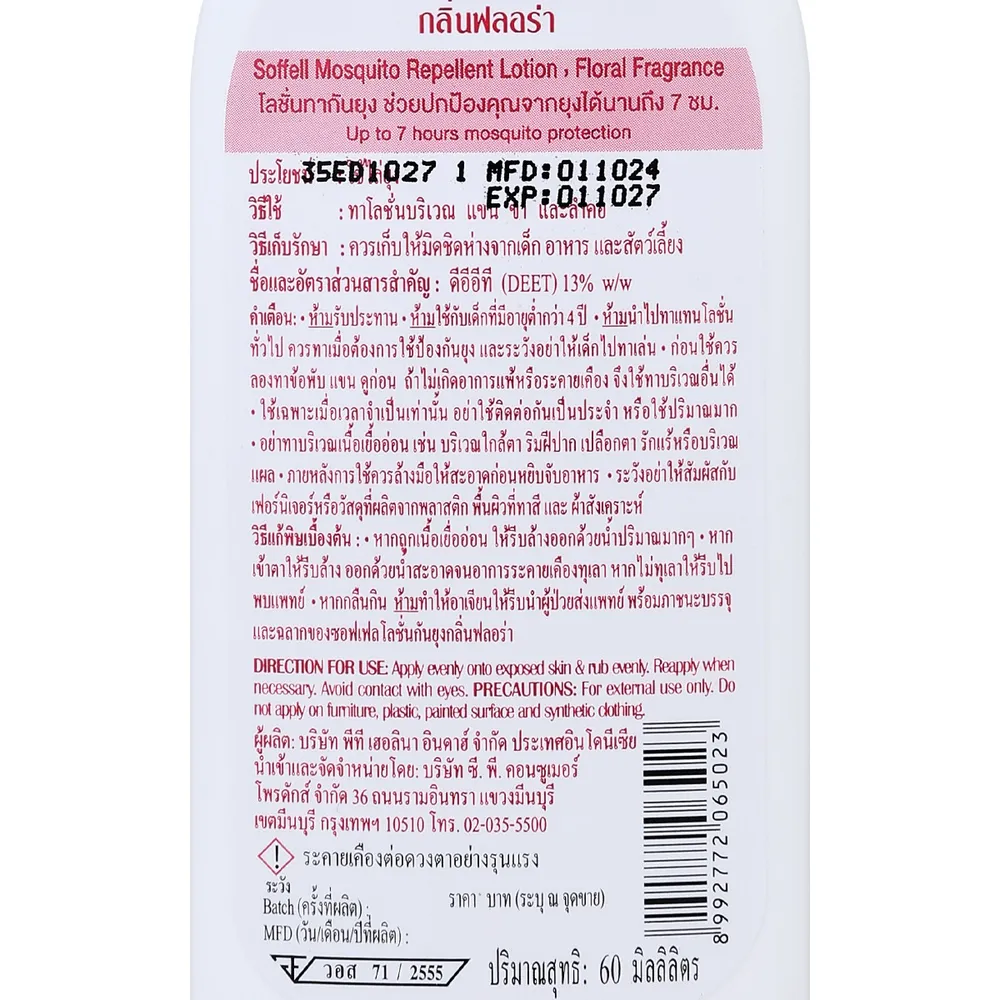 กลิ่นฟลอร่า
Soffell Mosquito Repellent Lotion , Floral Fragrance
โลชั่นทากันยุง ช่วยปกป้องคุณจากยุงได้นานถึง 7 ชม.
Up to 7 hours mosquito protection
35ED1027 1 MFD:011024
EXP:011027
วิธีใช้ : ทาโลชั่นบริเวณ แขน ขา และลำคอ
วิธีเก็บรักษา : ควรเก็บให้มิดชิดห่างจากเด็ก อาหาร และสัตว์เลี้ยง
ชื่อและอัตราส่วนสารสำคัญ : ดีอีอีที (DEET) 13% w/w
คำเตือน: • ห้ามรับประทาน • ห้ามใช้กับเด็กที่มีอายุต่ำกว่า 4 ปี • ห้ามนำไปทาแทนโลชั่น
ทั่วไป ควรทาเมื่อต้องการใช้ป้องกันยุง และระวังอย่าให้เด็กไปทาเล่น • ก่อนใช้ควร
ลองทาข้อพับ แขน ดูก่อน ถ้าไม่เกิดอาการแพ้หรือระคายเคือง จึงใช้ทาบริเวณอื่นได้
• ใช้เฉพาะเมื่อเวลาจำเป็นเท่านั้น อย่าใช้ติดต่อกันเป็นประจำ หรือใช้ปริมาณมาก
• อย่าทาบริเวณเนื้อเยื่ออ่อน เช่น บริเวณใกล้ตา ริมฝีปาก เปลือกตา รักแร้หรือบริเวณ
แผล • ภายหลังการใช้ควรล้างมือให้สะอาดก่อนหยิบจับอาหาร • ระวังอย่าให้สัมผัสกับ
เฟอร์นิเจอร์หรือวัสดุที่ผลิตจากพลาสติก พื้นผิวที่ทาสี และ ผ้าสังเคราะห์
วิธีแก้พิษเบื้องต้น : • หากถูกเนื้อเยื่ออ่อน ให้รีบล้างออกด้วยน้ำปริมาณมากๆ • หาก
เข้าตาให้รีบล้าง ออกด้วยน้ำสะอาดจนอาการระคายเคืองทุเลา หากไม่ทุเลาให้รีบไป
พบแพทย์ • หากกลืนกิน ห้ามทำให้อาเจียนให้รีบนำผู้ป่วยส่งแพทย์ พร้อมภาชนะบรรจุ
และฉลากของซอฟเฟลโลชั่นกันยุงกลิ่นฟลอร่า
DIRECTION FOR USE: Apply evenly onto exposed skin & rub evenly. Reapply when
necessary. Avoid contact with eyes. PRECAUTIONS: For external use only. Do
not apply on furniture, plastic, painted surface and synthetic clothing.
ผู้ผลิต: บริษัท พีที เฮอลินา อินดาฮ์ จำกัด ประเทศอินโดนีเซีย
นำเข้าและจัดจำหน่ายโดย: บริษัท ซี. พี. คอนซูเมอร์
โพรดักส์ จำกัด 36 ถนนรามอินทรา แขวงมีนบุรี
เขตมีนบุรี กรุงเทพฯ 10510 โทร. 02-035-5500
8992772065023
ระคายเคืองต่อดวงตาอย่างรุนแรง
ระวัง
Batch (ครั้งที่ผลิต) :
ราคา บาท (ระบุ ณ จุดขาย)
MFD (วัน/เดือน/ปีที่ผลิต) :
วอส 71 / 2555
ปริมาณสุทธิ: 60 มิลลิลิตร